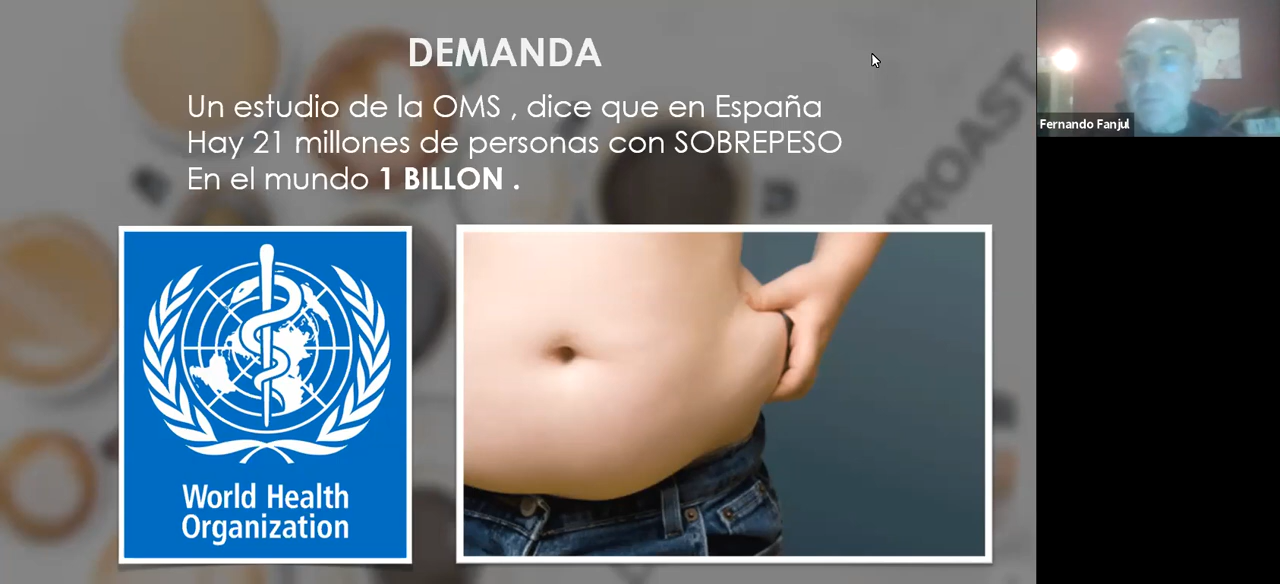 DEMANDA
Un estudio de la OMS , dice que en España
Hay 21 millones de personas con SOBREPESO
En el mundo 1 BILLON .
World Health
Organization
Fernando Fanjul